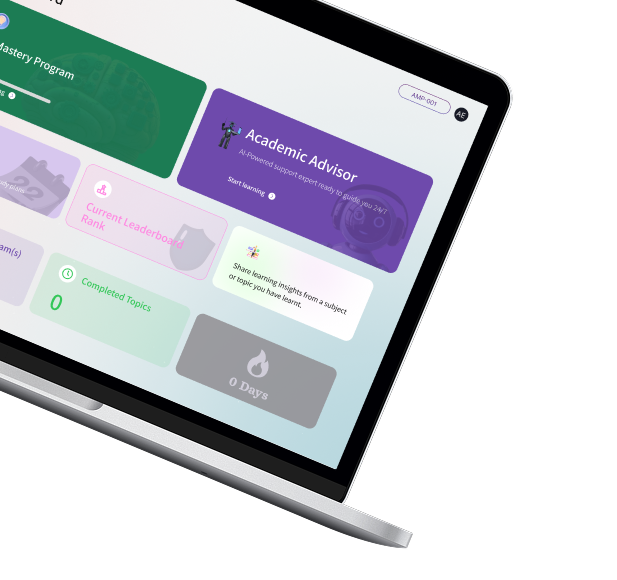 Mastery Program
AMP-001
AE
Academic Advisor
AI-Powered support expert ready to guide you 24/7
Start learning
22
Current Leaderboard
Rank
Share learning insights from a subject
or topic you have learnt.
Completed Topics
0
0 Days